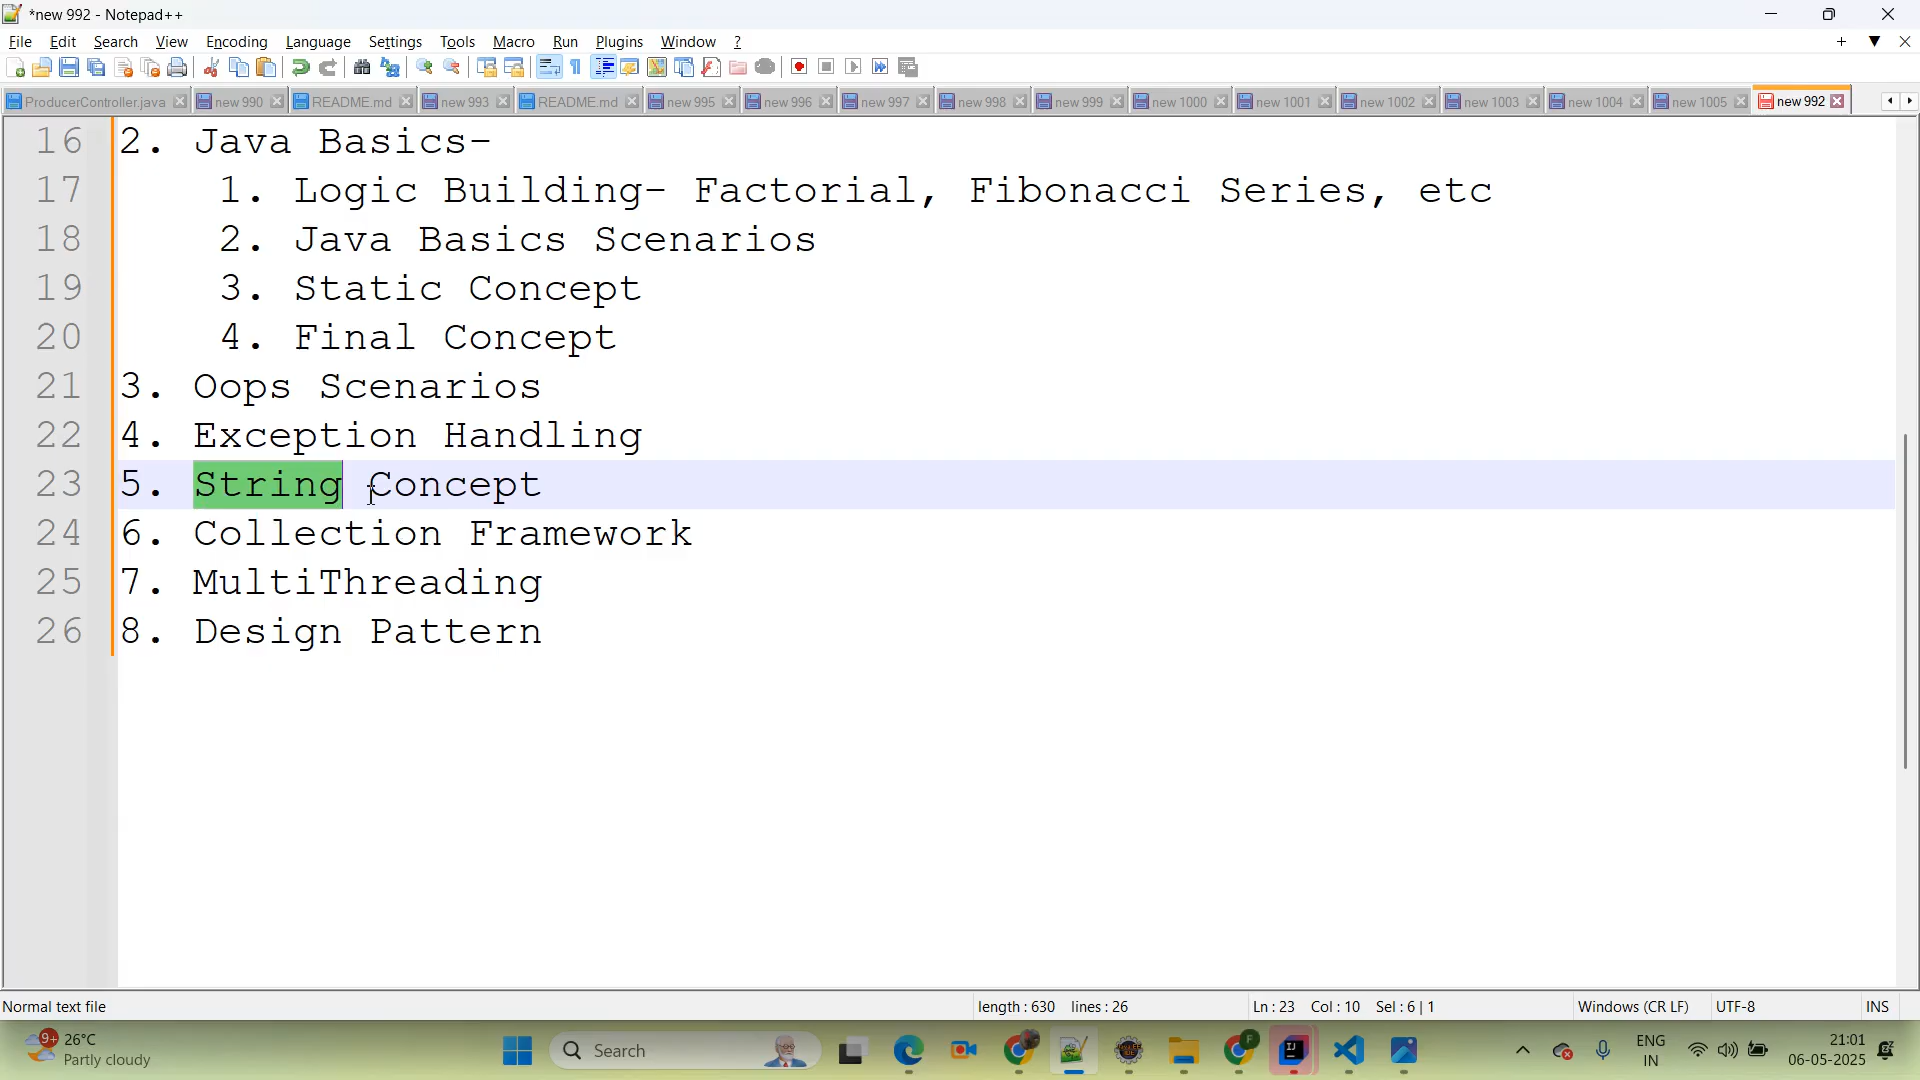 *new 992 - Notepad++
File Edit Search View Encoding Language Settings Tools Macro Run Plugins Window ?
ProducerController.java new 990 README.md new 993 README.md new 995 new 996 new 997 new 998 new 999 new 1000 new 1001 new 1002 new 1003 new 1004 new 1005 new 992
16 2. Java Basics-
17 1. Logic Building- Factorial, Fibonacci Series, etc
18 2. Java Basics Scenarios
19 3. Static Concept
20 4. Final Concept
21 3. Oops Scenarios
22 4. Exception Handling
23 5. String Concept
24 6. Collection Framework
25 7. MultiThreading
26 8. Design Pattern
Normal text file length : 630 lines : 26 Ln : 23 Col : 10 Sel : 6 | 1 Windows (CR LF) UTF-8 INS
9+ 26°C
Partly cloudy
Search
ENG
IN
21:01
06-05-2025